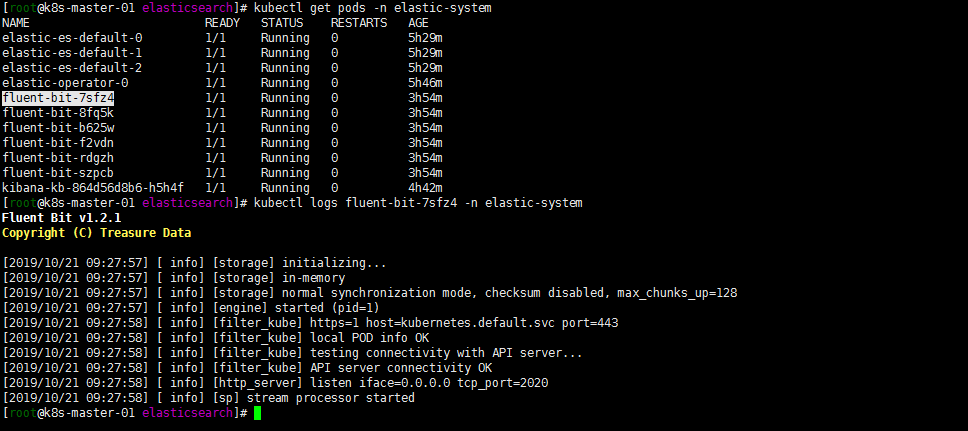 [root@k8s-master-01 elasticsearch]# kubectl get pods -n elastic-system
NAME                         READY   STATUS    RESTARTS   AGE
elastic-es-default-0         1/1     Running   0          5h29m
elastic-es-default-1         1/1     Running   0          5h29m
elastic-es-default-2         1/1     Running   0          5h29m
elastic-operator-0           1/1     Running   0          5h46m
fluent-bit-7sfz4             1/1     Running   0          3h54m
fluent-bit-8fq5k             1/1     Running   0          3h54m
fluent-bit-b625w             1/1     Running   0          3h54m
fluent-bit-f2vdn             1/1     Running   0          3h54m
fluent-bit-rdgzh             1/1     Running   0          3h54m
fluent-bit-szpcb             1/1     Running   0          3h54m
kibana-kb-864d56d8b6-h5h4f   1/1     Running   0          4h42m
[root@k8s-master-01 elasticsearch]# kubectl logs fluent-bit-7sfz4 -n elastic-system
Fluent Bit v1.2.1
Copyright (C) Treasure Data
[2019/10/21 09:27:57] [ info] [storage] initializing...
[2019/10/21 09:27:57] [ info] [storage] in-memory
[2019/10/21 09:27:57] [ info] [storage] normal synchronization mode, checksum disabled, max_chunks_up=128
[2019/10/21 09:27:57] [ info] [engine] started (pid=1)
[2019/10/21 09:27:58] [ info] [filter_kube] https=1 host=kubernetes.default.svc port=443
[2019/10/21 09:27:58] [ info] [filter_kube] local POD info OK
[2019/10/21 09:27:58] [ info] [filter_kube] testing connectivity with API server...
[2019/10/21 09:27:58] [ info] [filter_kube] API server connectivity OK
[2019/10/21 09:27:58] [ info] [http_server] listen iface=0.0.0.0 tcp_port=2020
[2019/10/21 09:27:58] [ info] [sp] stream processor started
[root@k8s-master-01 elasticsearch]#